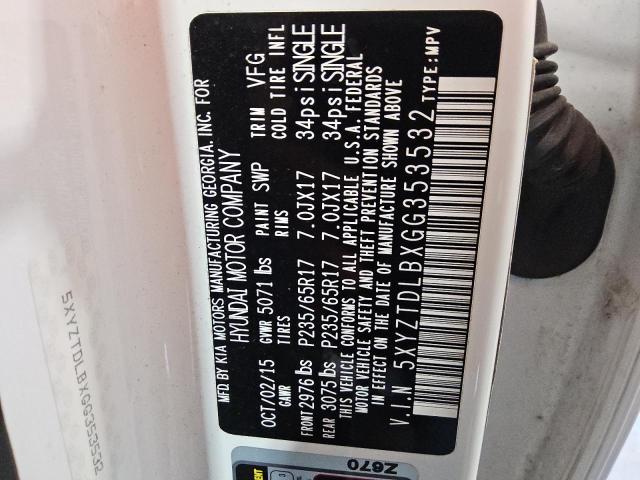 MFD BY KIA MOTORS MANUFACTURING GEORGIA, INC. FOR
HYUNDAI MOTOR COMPANY
OCT/02/15 GVWR 5071 lbs PAINT SWP TRIM VFG
GAWR TIRES RIMS COLD TIRE INFL
FRONT 2976 lbs P235/65R17 7.0JX17 34psi SINGLE
REAR 3075 lbs P235/65R17 7.0JX17 34psi SINGLE
THIS VEHICLE CONFORMS TO ALL APPLICABLE U.S.A. FEDERAL
MOTOR VEHICLE SAFETY AND THEFT PREVENTION STANDARDS
IN EFFECT ON THE DATE OF MANUFACTURE SHOWN ABOVE
V.I.N 5XYZTDLBXGG353532 TYPE:MPV
5XYZTDLBXGG353532
Z670